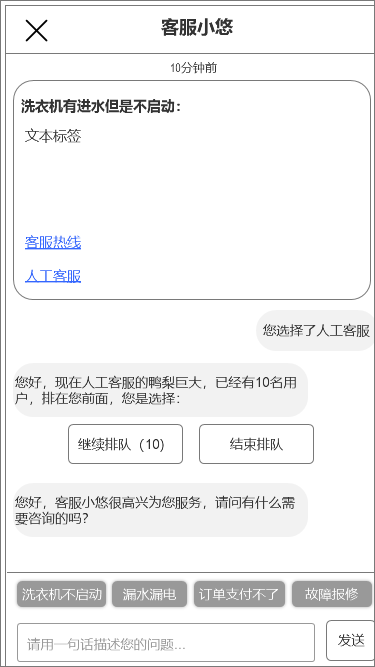 客服小悠
10分钟前
洗衣机有进水但是不启动：
文本标签
客服热线
人工客服
您选择了人工客服
您好，现在人工客服的鸭梨巨大，已经有10名用
户，排在您前面，您是选择：
继续排队（10）
结束排队
您好，客服小悠很高兴为您服务，请问有什么需
要咨询的吗？
洗衣机不启动
漏水漏电
订单支付不了
故障报修
请用一句话描述您的问题...
发送